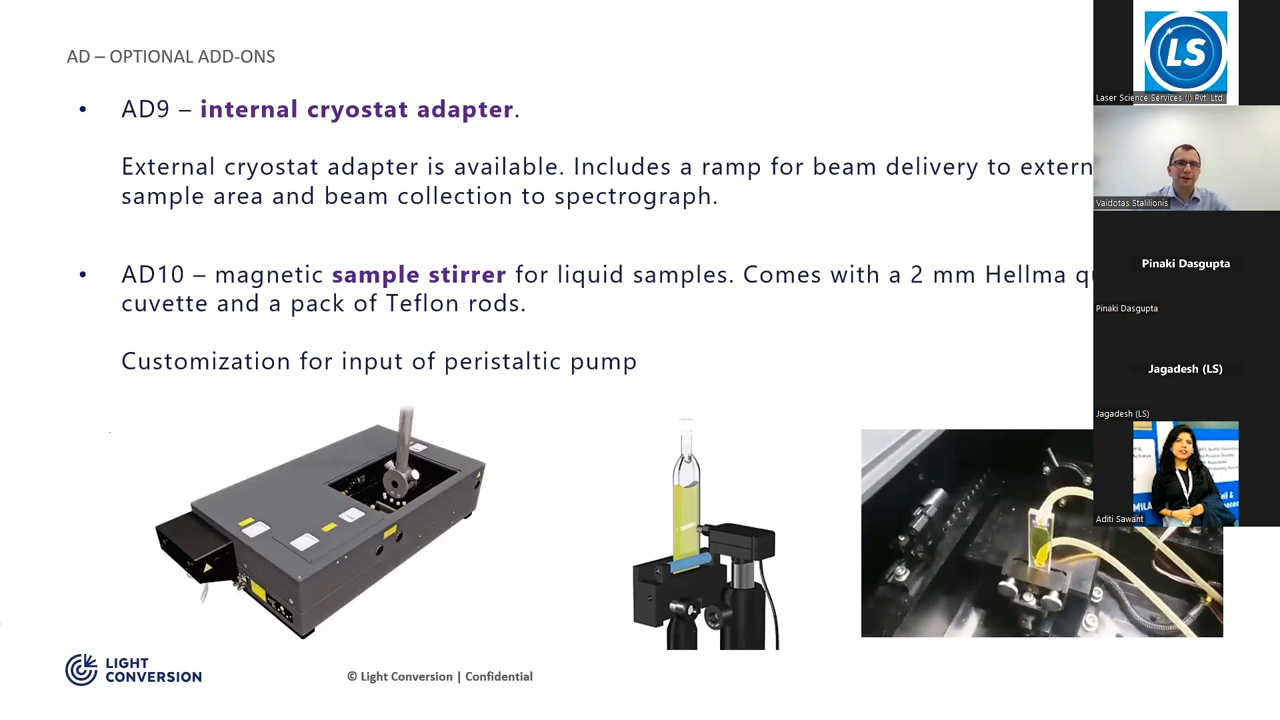 AD – OPTIONAL ADD-ONS
• AD9 – internal cryostat adapter.
External cryostat adapter is available. Includes a ramp for beam delivery to extern
sample area and beam collection to spectrograph.
• AD10 – magnetic sample stirrer for liquid samples. Comes with a 2 mm Hellma qu
cuvette and a pack of Teflon rods.
Customization for input of peristaltic pump
LIGHT
CONVERSION
© Light Conversion | Confidential
LS
Laser Science Services (I) Pvt. Ltd.
Vaidotas Stalilionis
Pinaki Dasgupta
Pinaki Dasgupta
Jagadesh (LS)
Jagadesh (LS)
MILA
Aditi Sawant